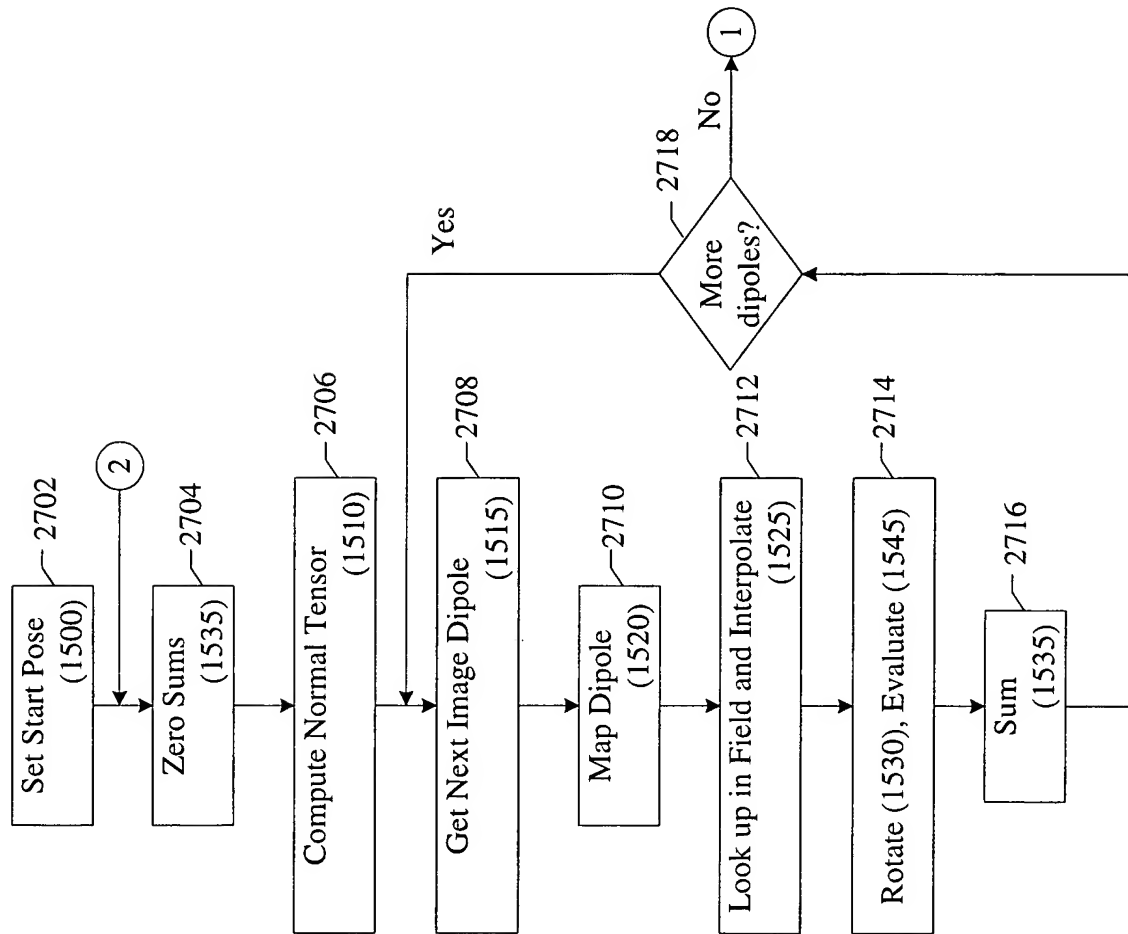 Set Start Pose
(1500)
2702
2
Zero Sums
(1535)
2704
Compute Normal Tensor
(1510)
2706
Get Next Image Dipole
(1515)
2708
Map Dipole
(1520)
2710
Look up in Field and Interpolate
(1525)
2712
Rotate (1530), Evaluate (1545)
2714
Sum
(1535)
2716
More
dipoles?
2718
Yes
No
1